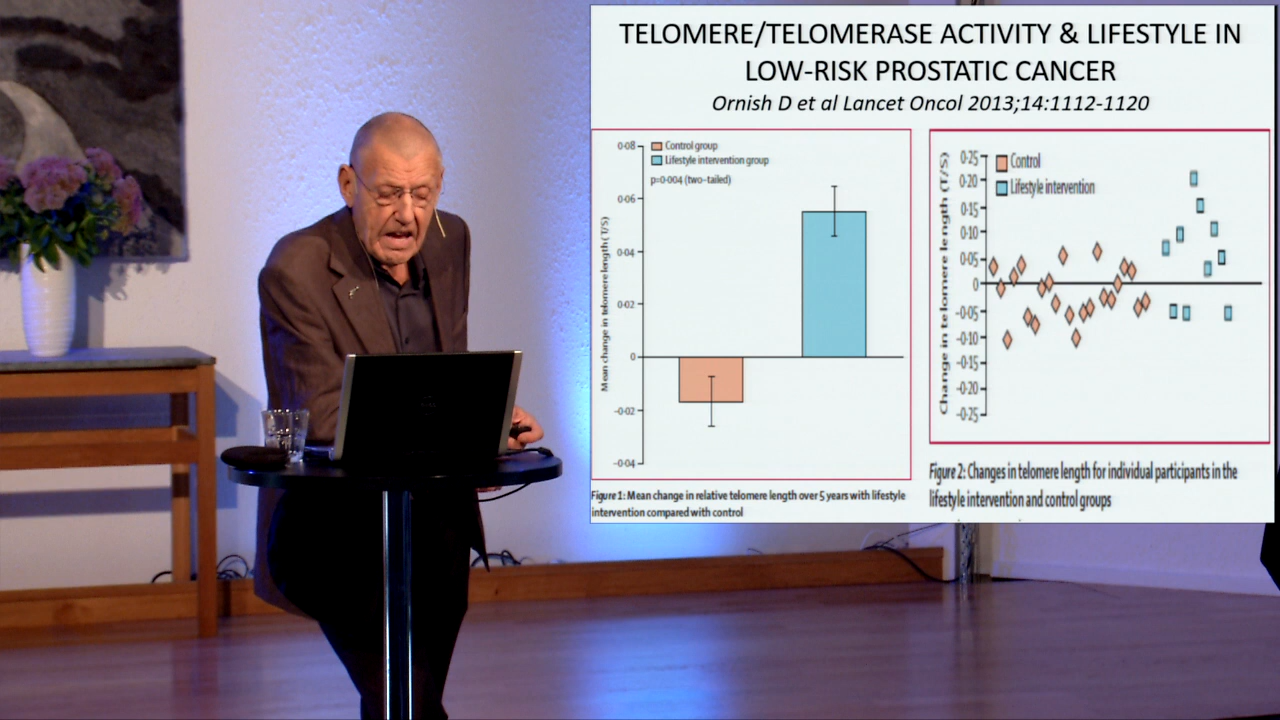 TELOMERE/TELOMERASE ACTIVITY & LIFESTYLE IN
LOW-RISK PROSTATIC CANCER
Ornish D et al Lancet Oncol 2013;14:1112-1120
Control group
Lifestyle intervention group
p=0·004 (two-tailed)
Mean change in telomere length (T/S)
0·08
0·06
0·04
0·02
0
–0·02
–0·04
Figure 1: Mean change in relative telomere length over 5 years with lifestyle
intervention compared with control
Control
Lifestyle intervention
Change in telomere length (T/S)
0·25
0·20
0·15
0·10
0·05
0
–0·05
–0·10
–0·15
–0·20
–0·25
Figure 2: Changes in telomere length for individual participants in the
lifestyle intervention and control groups